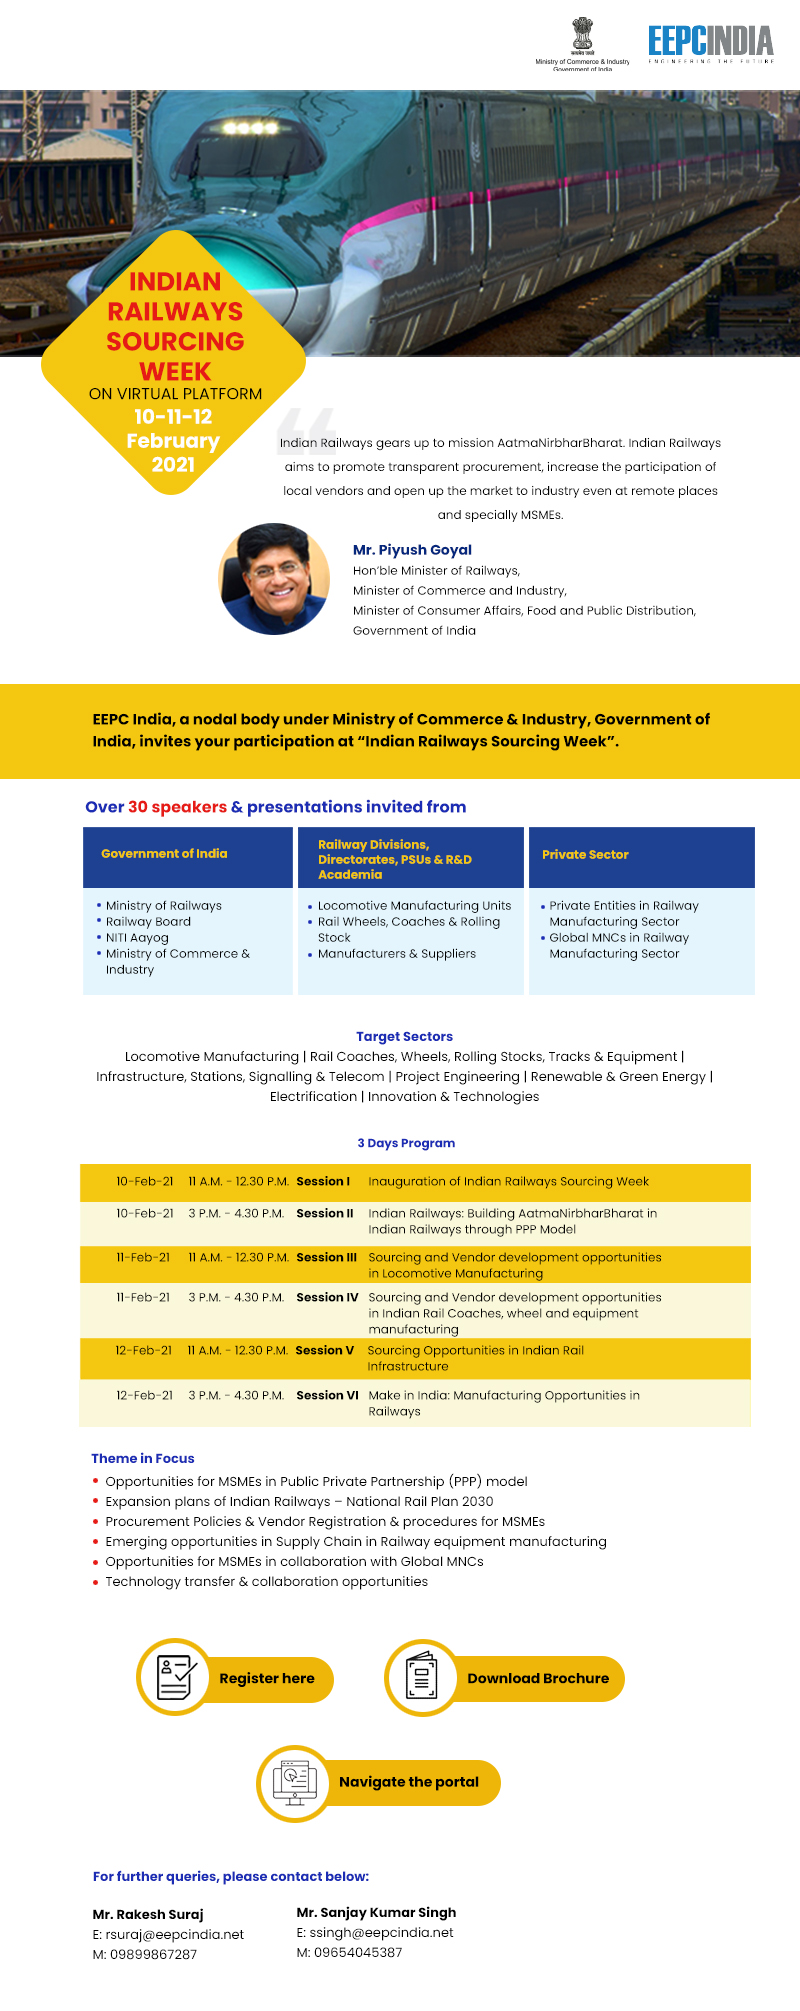 सत्यमेव जयते
Ministry of Commerce & Industry
Government of India
EEPCINDIA
ENGINEERING THE FUTURE
INDIAN
RAILWAYS
SOURCING
WEEK
ON VIRTUAL PLATFORM
10-11-12
February
2021
“
Indian Railways gears up to mission AatmaNirbharBharat. Indian Railways
aims to promote transparent procurement, increase the participation of
local vendors and open up the market to industry even at remote places
and specially MSMEs.
Mr. Piyush Goyal
Hon'ble Minister of Railways,
Minister of Commerce and Industry,
Minister of Consumer Affairs, Food and Public Distribution,
Government of India
EEPC India, a nodal body under Ministry of Commerce & Industry, Government of
India, invites your participation at “Indian Railways Sourcing Week”.
Over 30 speakers & presentations invited from
Government of India
• Ministry of Railways
• Railway Board
• NITI Aayog
• Ministry of Commerce &
Industry
Railway Divisions,
Directorates, PSUs & R&D
Academia
• Locomotive Manufacturing Units
• Rail Wheels, Coaches & Rolling
Stock
• Manufacturers & Suppliers
Private Sector
• Private Entities in Railway
Manufacturing Sector
• Global MNCs in Railway
Manufacturing Sector
Target Sectors
Locomotive Manufacturing | Rail Coaches, Wheels, Rolling Stocks, Tracks & Equipment |
Infrastructure, Stations, Signalling & Telecom | Project Engineering | Renewable & Green Energy |
Electrification | Innovation & Technologies
3 Days Program
10-Feb-21 11 A.M. - 12.30 P.M. Session I Inauguration of Indian Railways Sourcing Week
10-Feb-21 3 P.M. - 4.30 P.M. Session II Indian Railways: Building AatmaNirbharBharat in
Indian Railways through PPP Model
11-Feb-21 11 A.M. - 12.30 P.M. Session III Sourcing and Vendor development opportunities
in Locomotive Manufacturing
11-Feb-21 3 P.M. - 4.30 P.M. Session IV Sourcing and Vendor development opportunities
in Indian Rail Coaches, wheel and equipment
manufacturing
12-Feb-21 11 A.M. - 12.30 P.M. Session V Sourcing Opportunities in Indian Rail
Infrastructure
12-Feb-21 3 P.M. - 4.30 P.M. Session VI Make in India: Manufacturing Opportunities in
Railways
Theme in Focus
• Opportunities for MSMEs in Public Private Partnership (PPP) model
• Expansion plans of Indian Railways – National Rail Plan 2030
• Procurement Policies & Vendor Registration & procedures for MSMEs
• Emerging opportunities in Supply Chain in Railway equipment manufacturing
• Opportunities for MSMEs in collaboration with Global MNCs
• Technology transfer & collaboration opportunities
Register here
Download Brochure
Navigate the portal
For further queries, please contact below:
Mr. Rakesh Suraj
E: rsuraj@eepcindia.net
M: 09899867287
Mr. Sanjay Kumar Singh
E: ssingh@eepcindia.net
M: 09654045387